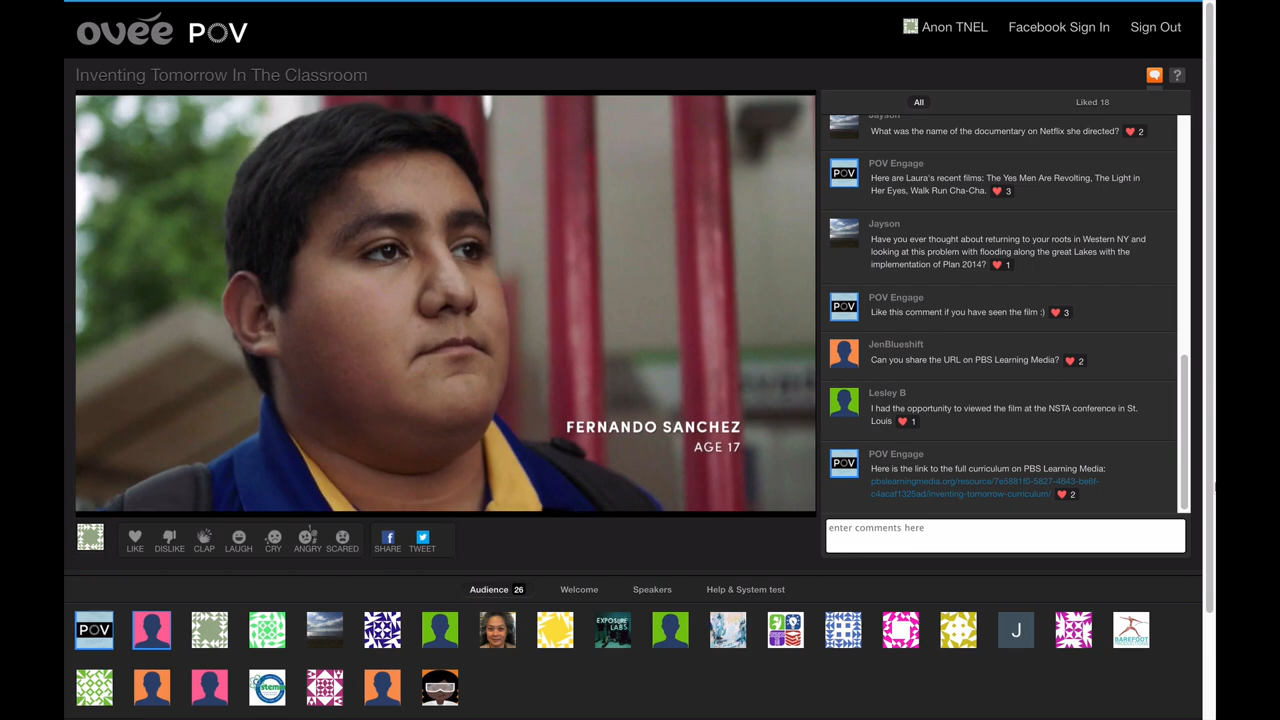 ovee POV
Anon TNEL Facebook Sign In Sign Out
Inventing Tomorrow In The Classroom
?
FERNANDO SANCHEZ
AGE 17
All Liked 18
Jayson
What was the name of the documentary on Netflix she directed? 2
POV Engage
Here are Laura's recent films: The Yes Men Are Revolting, The Light in
Her Eyes, Walk Run Cha-Cha. 3
Jayson
Have you ever thought about returning to your roots in Western NY and
looking at this problem with flooding along the great Lakes with the
implementation of Plan 2014? 1
POV Engage
Like this comment if you have seen the film :) 3
JenBlueshift
Can you share the URL on PBS Learning Media? 2
Lesley B
I had the opportunity to viewed the film at the NSTA conference in St.
Louis 1
POV Engage
Here is the link to the full curriculum on PBS Learning Media:
pbslearningmedia.org/resource/7e5881f0-5827-4643-be6f-
c4acaf1325ad/inventing-tomorrow-curriculum/ 2
enter comments here
LIKE DISLIKE CLAP LAUGH CRY ANGRY SCARED SHARE TWEET
Audience 26 Welcome Speakers Help & System test
POV
EXPOSURE
LABS
J
BAREFOOT
stem